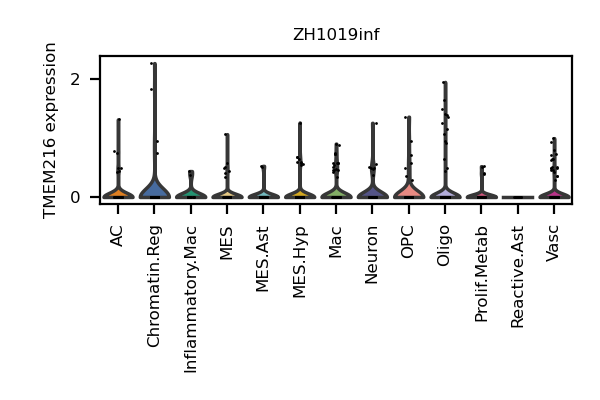 ZH1019inf
TMEM216 expression
2
0
AC
Chromatin.Reg
Inflammatory.Mac
MES
MES.Ast
MES.Hyp
Mac
Neuron
OPC
Oligo
Prolif.Metab
Reactive.Ast
Vasc